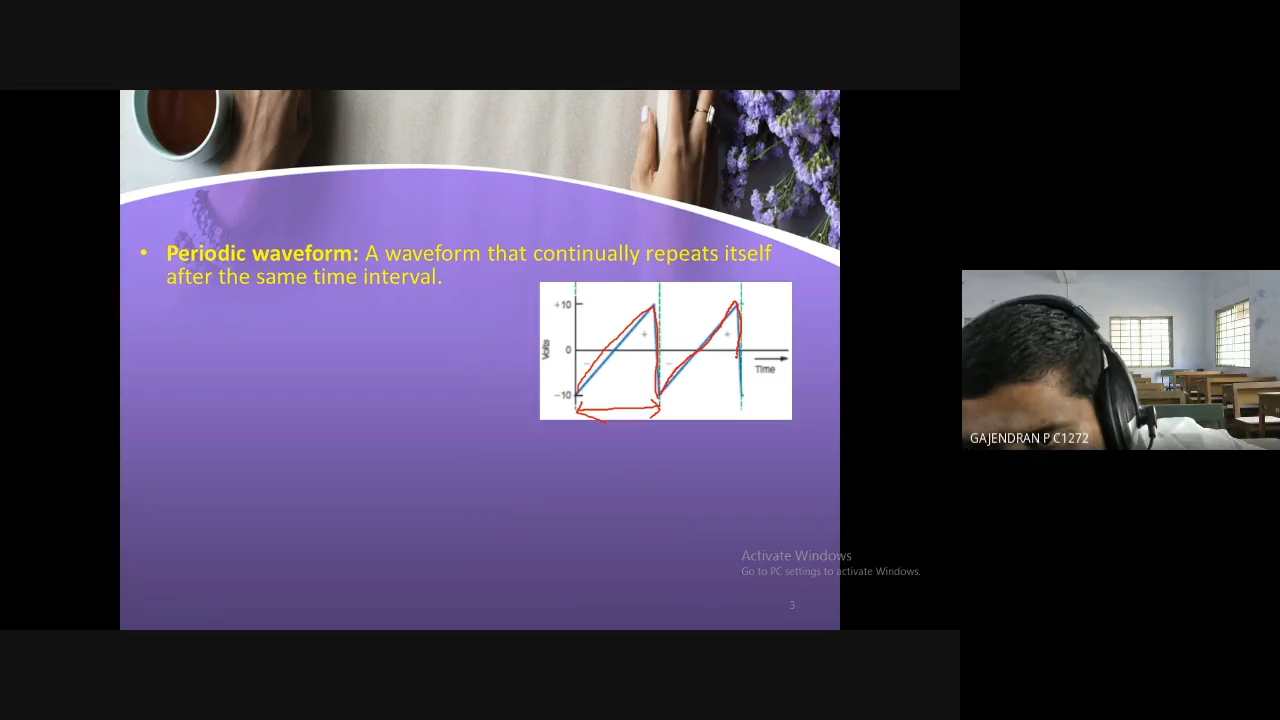 • Periodic waveform: A waveform that continually repeats itself
after the same time interval.
+10
Volts
0
-10
+
+
-
-
Time
GAJENDRAN P C1272
Activate Windows
Go to PC settings to activate Windows.
3